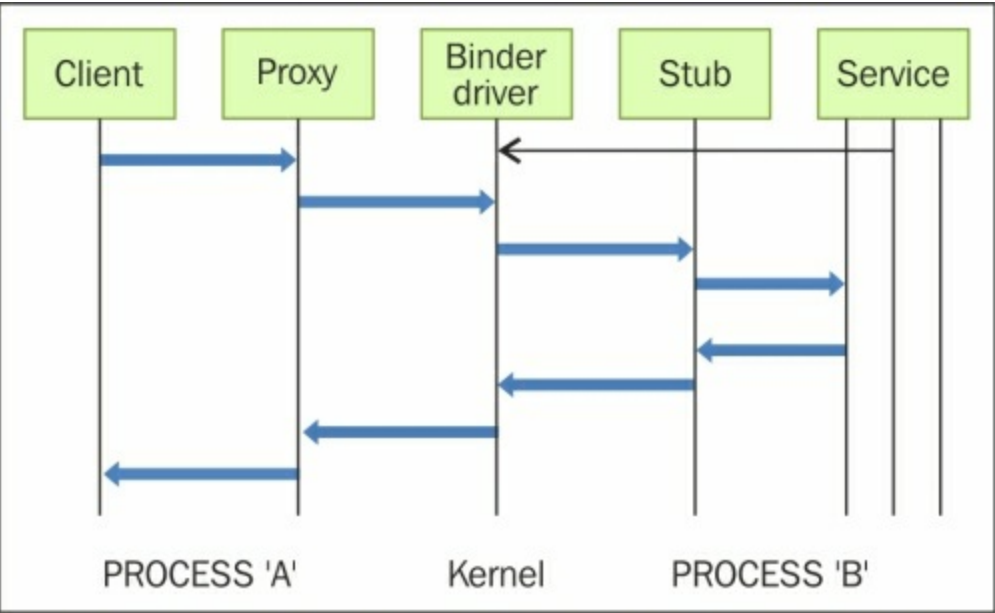 Client
Proxy
Binder
driver
Stub
Service
PROCESS 'A'
Kernel
PROCESS 'B'